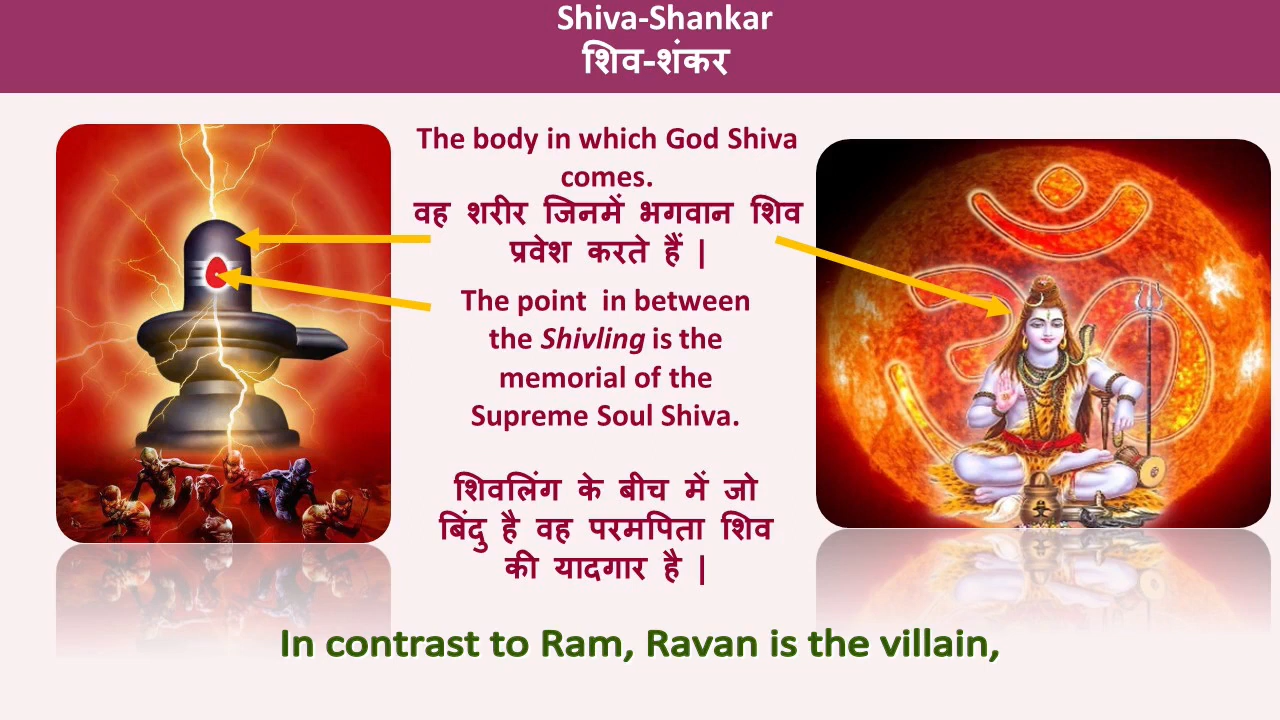 Shiva-Shankar
शिव-शंकर
The body in which God Shiva
comes.
वह शरीर जिनमें भगवान शिव
प्रवेश करते हैं |
The point in between
the Shivling is the
memorial of the
Supreme Soul Shiva.
शिवलिंग के बीच में जो
बिंदु है वह परमपिता शिव
की यादगार है |
In contrast to Ram, Ravan is the villain,